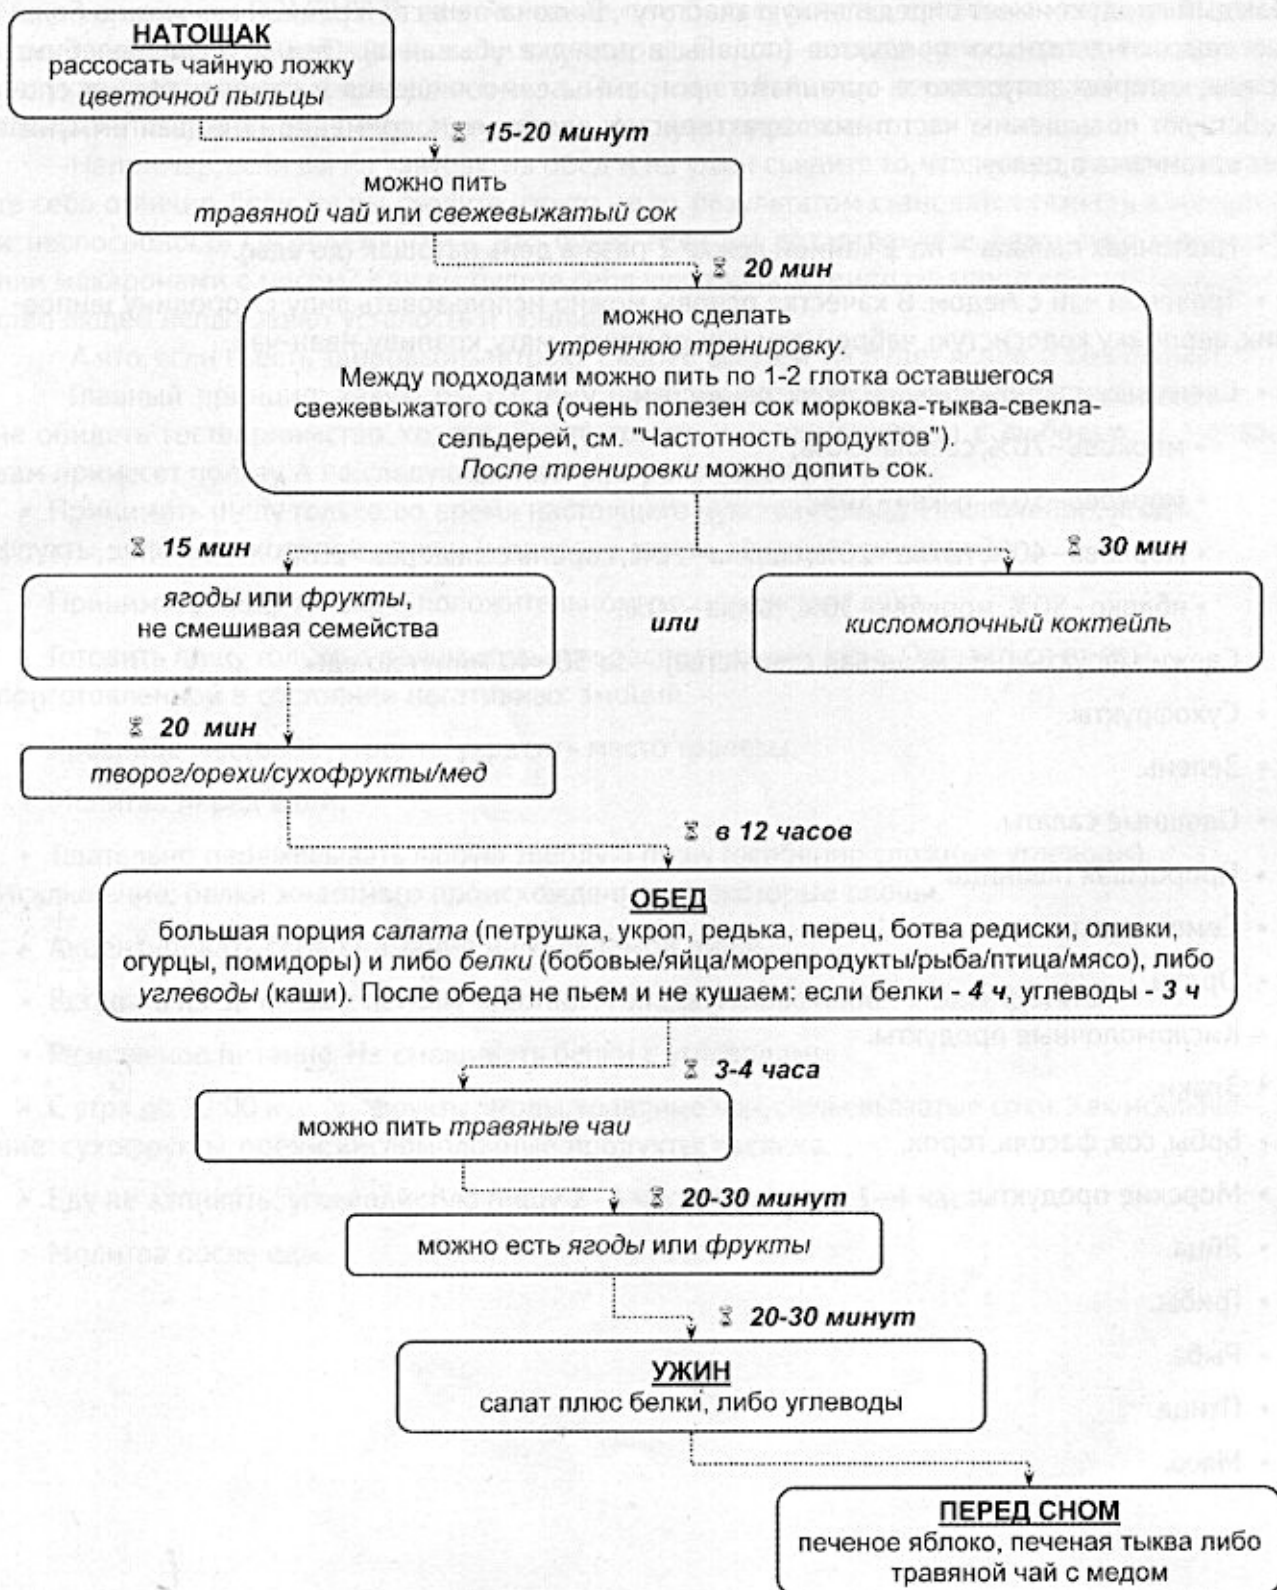 НАТОЩАК
рассосать чайную ложку
цветочной пыльцы
15-20 минут
можно пить
травяной чай или свежевыжатый сок
20 мин
можно сделать
утреннюю тренировку.
Между подходами можно пить по 1-2 глотка оставшегося
свежевыжатого сока (очень полезен сок морковка-тыква-свекла-
сельдерей, см. "Частотность продуктов").
После тренировки можно допить сок.
15 мин
30 мин
ягоды или фрукты,
не смешивая семейства
или
кисломолочный коктейль
20 мин
творог/орехи/сухофрукты/мед
в 12 часов
ОБЕД
большая порция салата (петрушка, укроп, редька, перец, ботва редиски, оливки,
огурцы, помидоры) и либо белки (бобовые/яйца/морепродукты/рыба/птица/мясо), либо
углеводы (каши). После обеда не пьем и не кушаем: если белки - 4 ч, углеводы - 3 ч
3-4 часа
можно пить травяные чаи
20-30 минут
можно есть ягоды или фрукты
20-30 минут
УЖИН
салат плюс белки, либо углеводы
ПЕРЕД СНОМ
печеное яблоко, печеная тыква либо
травяной чай с медом